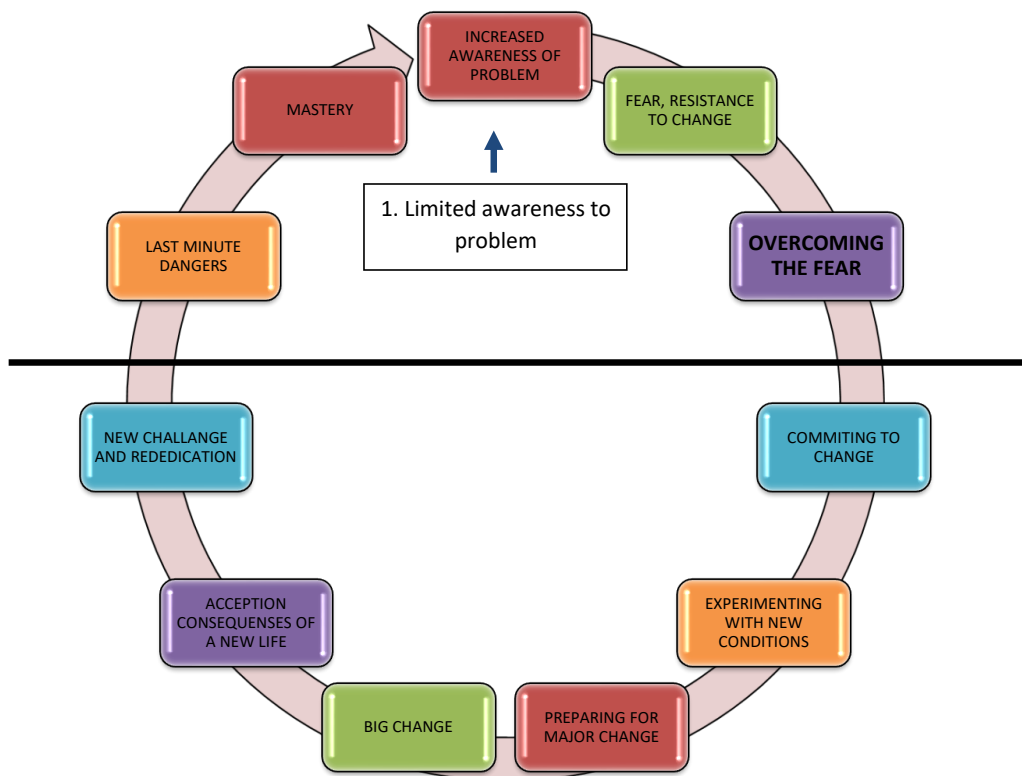 INCREASED
AWARENESS OF
PROBLEM
FEAR, RESISTANCE
TO CHANGE
OVERCOMING
THE FEAR
COMMITING TO
CHANGE
EXPERIMENTING
WITH NEW
CONDITIONS
PREPARING FOR
MAJOR CHANGE
BIG CHANGE
ACCEPTION
CONSEQUENSES OF
A NEW LIFE
NEW CHALLANGE
AND REDEDICATION
LAST MINUTE
DANGERS
MASTERY
1. Limited awareness to
problem